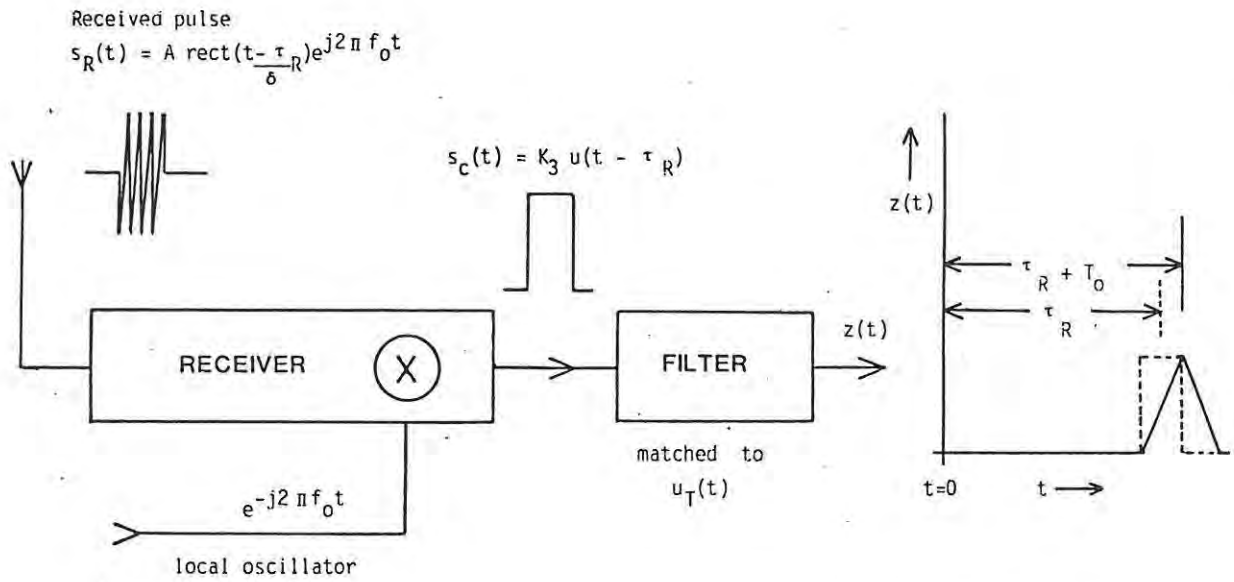 Received pulse
s_R(t) = A rect(t- τ_R/δ)e^{j2Πf_0t}
s_c(t) = K_3 u(t - τ_R)
z(t)
τ_R + T_0
τ_R
RECEIVER
X
z(t)
FILTER
matched to
u_T(t)
t=0
t
e^{-j2Πf_0t}
local oscillator